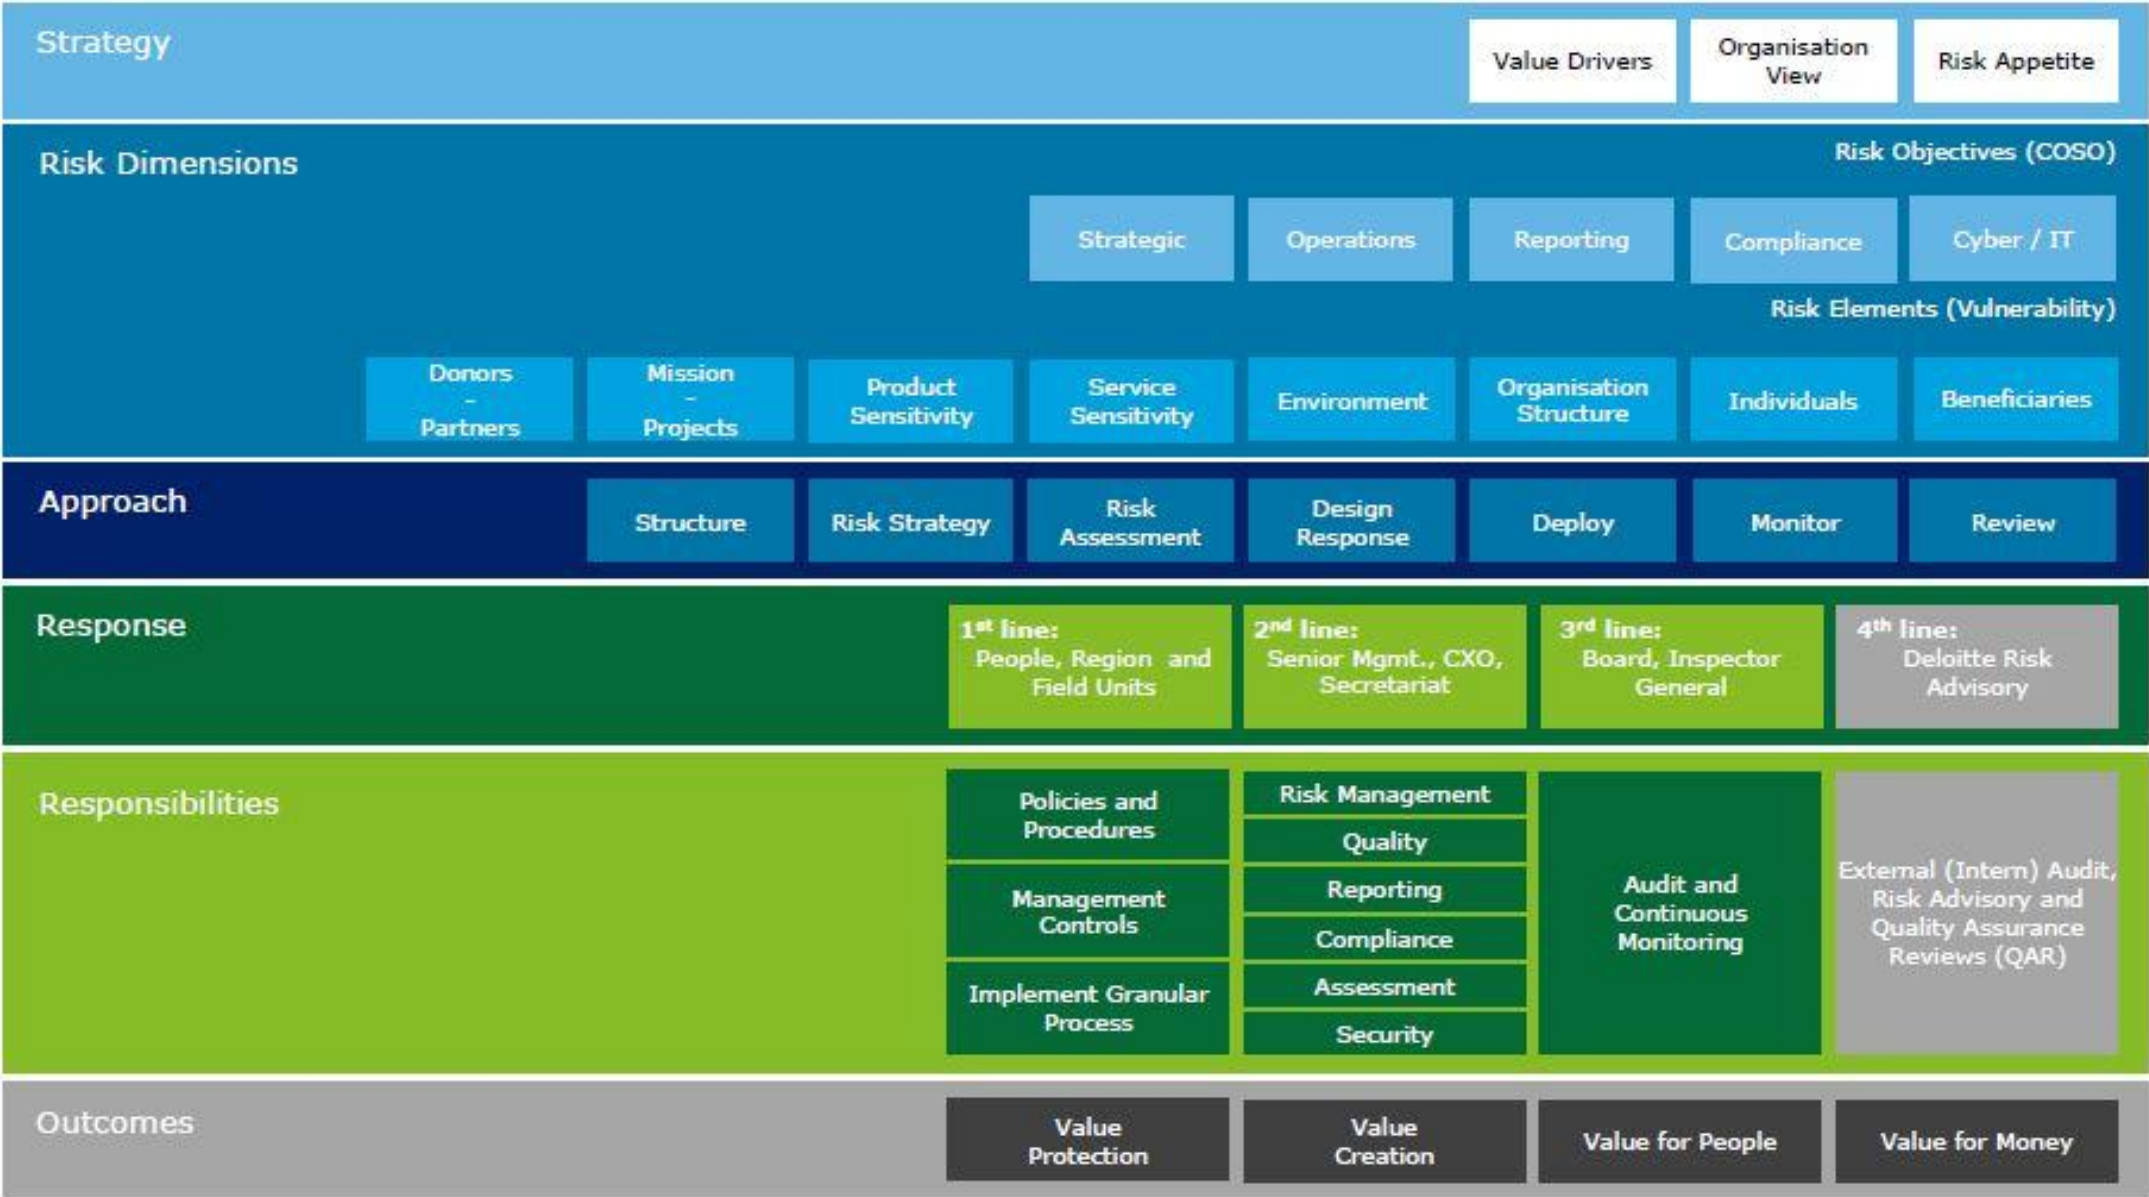 Strategy
Value Drivers
Organisation
View
Risk Appetite
Risk Dimensions
Risk Objectives (COSO)
Strategic
Operations
Reporting
Compliance
Cyber / IT
Risk Elements (Vulnerability)
Donors
-
Partners
Mission
-
Projects
Product
Sensitivity
Service
Sensitivity
Environment
Organisation
Structure
Individuals
Beneficiaries
Approach
Structure
Risk Strategy
Risk
Assessment
Design
Response
Deploy
Monitor
Review
Response
1st line:
People, Region and
Field Units
2nd line:
Senior Mgmt., CXO,
Secretariat
3rd line:
Board, Inspector
General
4th line:
Deloitte Risk
Advisory
Responsibilities
Policies and
Procedures
Management
Controls
Implement Granular
Process
Risk Management
Quality
Reporting
Compliance
Assessment
Security
Audit and
Continuous
Monitoring
External (Intern) Audit,
Risk Advisory and
Quality Assurance
Reviews (QAR)
Outcomes
Value
Protection
Value
Creation
Value for People
Value for Money